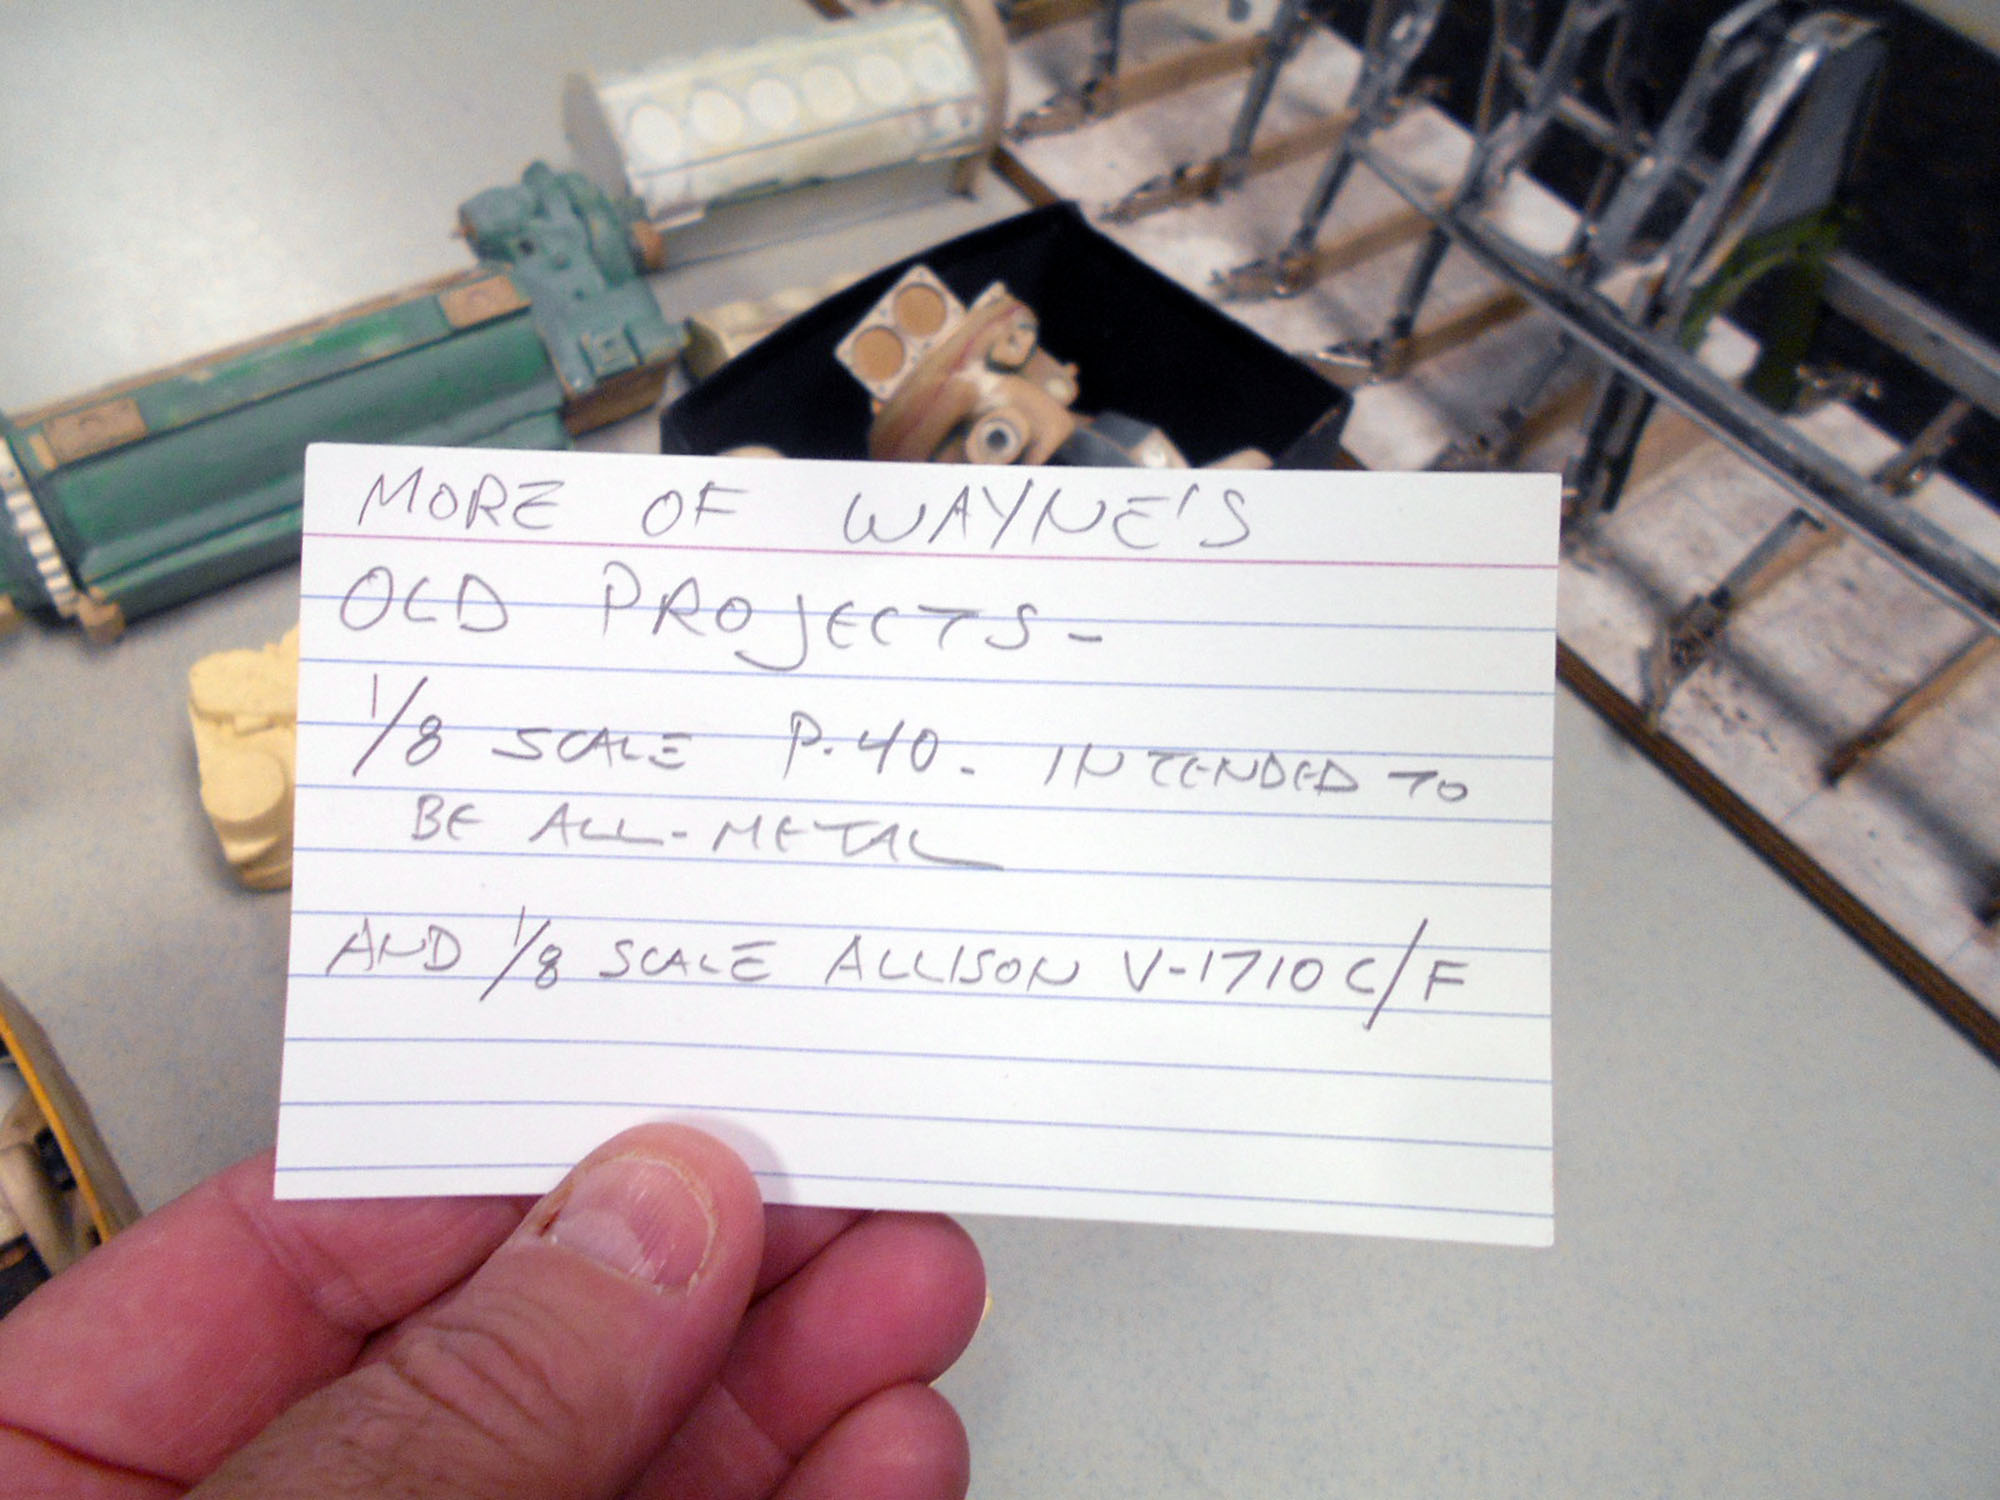 MORE OF WAYNE'S
OLD PROJECTS -
1/8 SCALE P.40. INTENDED TO
BE ALL-METAL
AND 1/8 SCALE ALLISON V-1710 C/F